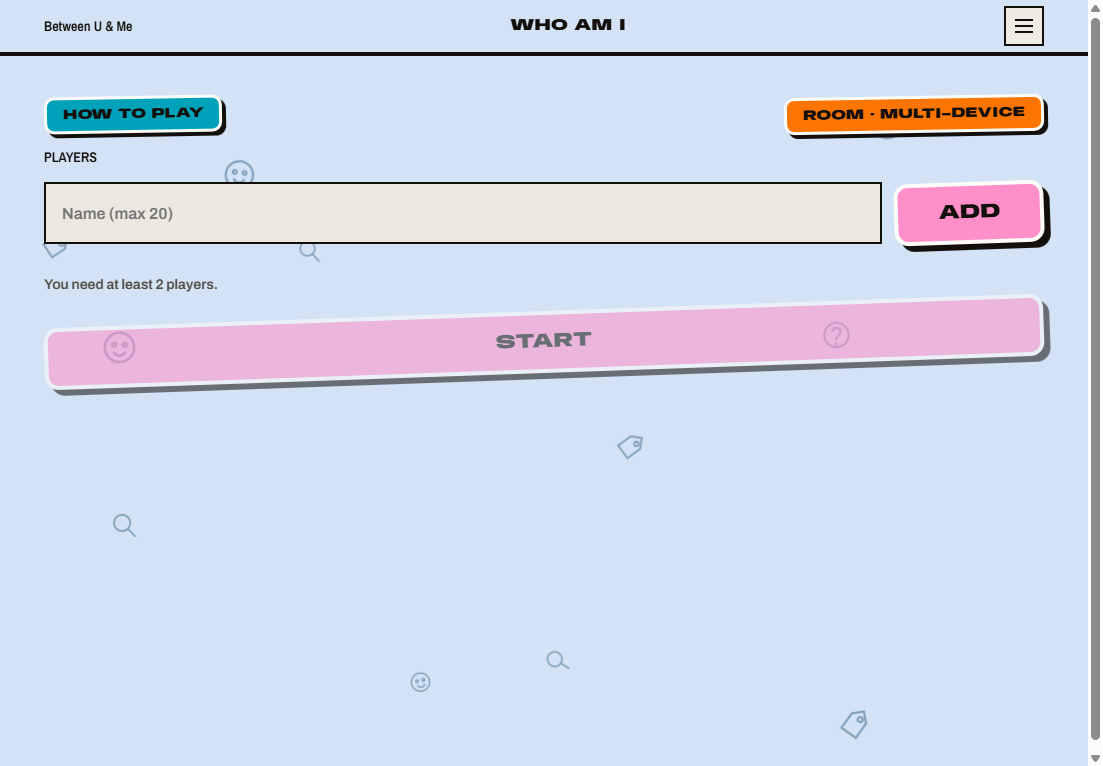 Between U & Me
WHO AM I
HOW TO PLAY
ROOM · MULTI-DEVICE
PLAYERS
Name (max 20)
ADD
You need at least 2 players.
START